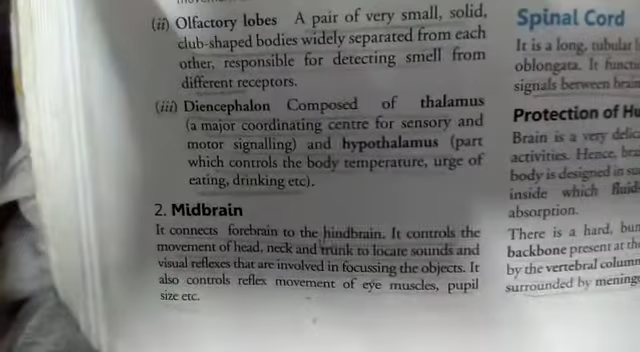 (ii) Olfactory lobes A pair of very small, solid,
club-shaped bodies widely separated from each
other, responsible for detecting smell from
different receptors.
(iii) Diencephalon Composed of thalamus
(a major coordinating centre for sensory and
motor signalling) and hypothalamus (part
which controls the body temperature, urge of
eating, drinking etc).
2. Midbrain
It connects forebrain to the hindbrain. It controls the
movement of head, neck and trunk to locate sounds and
visual reflexes that are involved in focussing the objects. It
also controls reflex movement of eye muscles, pupil
size etc.
Spinal Cord
It is a long, tubular
oblongata. It
signals between
Protection of
Brain is a very
activities. Hence,
body is designed in
inside which
absorption.
There is a hard,
backbone present at
by the vertebral
surrounded by